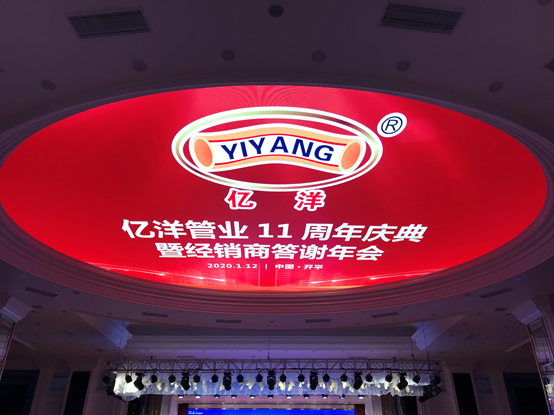 YIYANG ®
亿 洋
亿洋管业 11 周年庆典
暨经销商答谢年会
2020.1.12 | 中国·开平